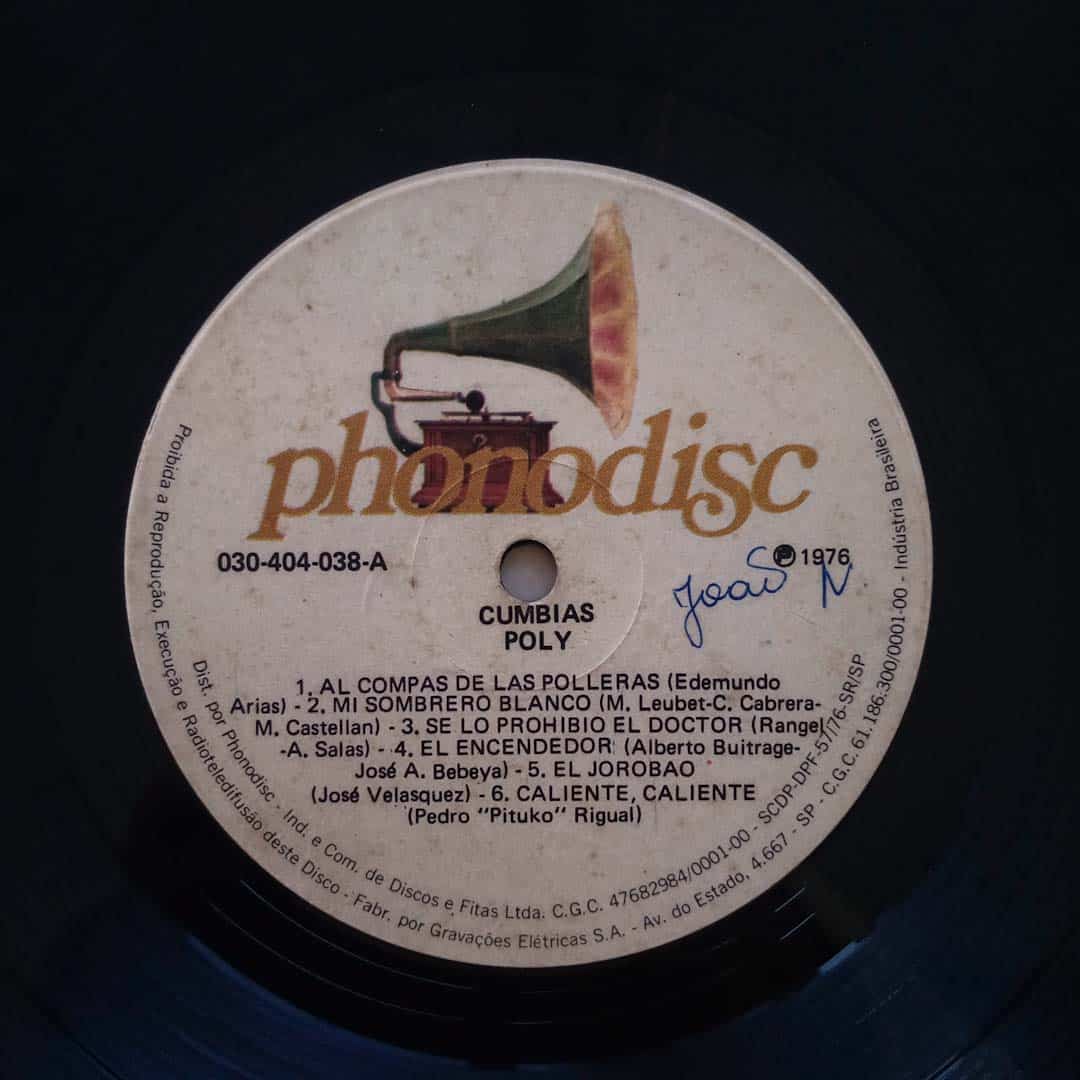 phonodisc
030-404-038-A
Ⓟ 1976
Joao N
CUMBIAS
POLY
1. AL COMPAS DE LAS POLLERAS (Edemundo
Arias) - 2. MI SOMBRERO BLANCO (M. Leubet-C. Cabrera-
M. Castellan) - 3. SE LO PROHIBIO EL DOCTOR (Rangel
-A. Salas) - 4. EL ENCENDEDOR (Alberto Buitrage-
José A. Bebeya) - 5. EL JOROBAO
(José Velasquez) - 6. CALIENTE, CALIENTE
(Pedro "Pituko" Rigual)
Dist. por Phonodisc - Ind. e Com. de Discos e Fitas Ltda. C.G.C. 47682984/0001-00 - SCDP-DPF-57/76-SR/SP
Proibida a Reprodução, Execução e Radioteledifusão deste Disco - Fabr. por Gravações Elétricas S.A. - Av. do Estado, 4.667 - SP - C.G.C. 61.186.300/0001-00 - Indústria Brasileira